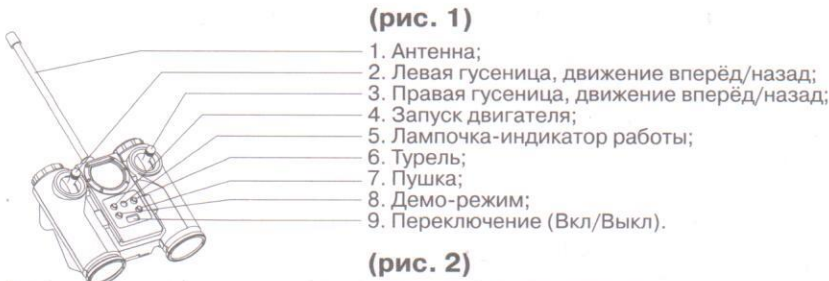 (рис. 1)
1. Антенна;
2. Левая гусеница, движение вперёд/назад;
3. Правая гусеница, движение вперёд/назад;
4. Запуск двигателя;
5. Лампочка-индикатор работы;
6. Турель;
7. Пушка;
8. Демо-режим;
9. Переключение (Вкл/Выкл).
(рис. 2)